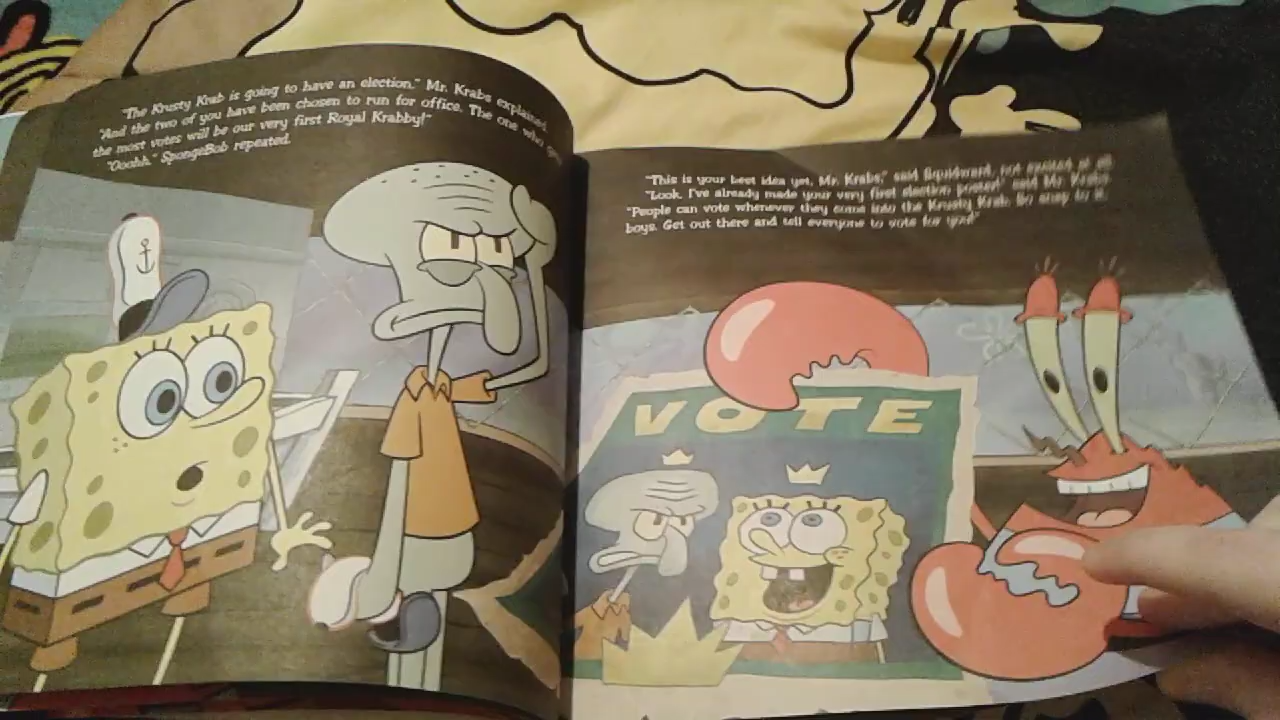 "The Krusty Krab is going to have an election." Mr. Krabs explained.
"And the two of you have been chosen to run for office. The one who gets
the most votes will be our very first Royal Krabby!"
"Ooohh." SpongeBob repeated.
"This is your best idea yet, Mr. Krabs," said Squidward, not excited at all.
"Look, I've already made your very first election poster!" said Mr. Krabs.
"People can vote whenever they come into the Krusty Krab. So snap to it,
boys. Get out there and tell everyone to vote for you!"
VOTE